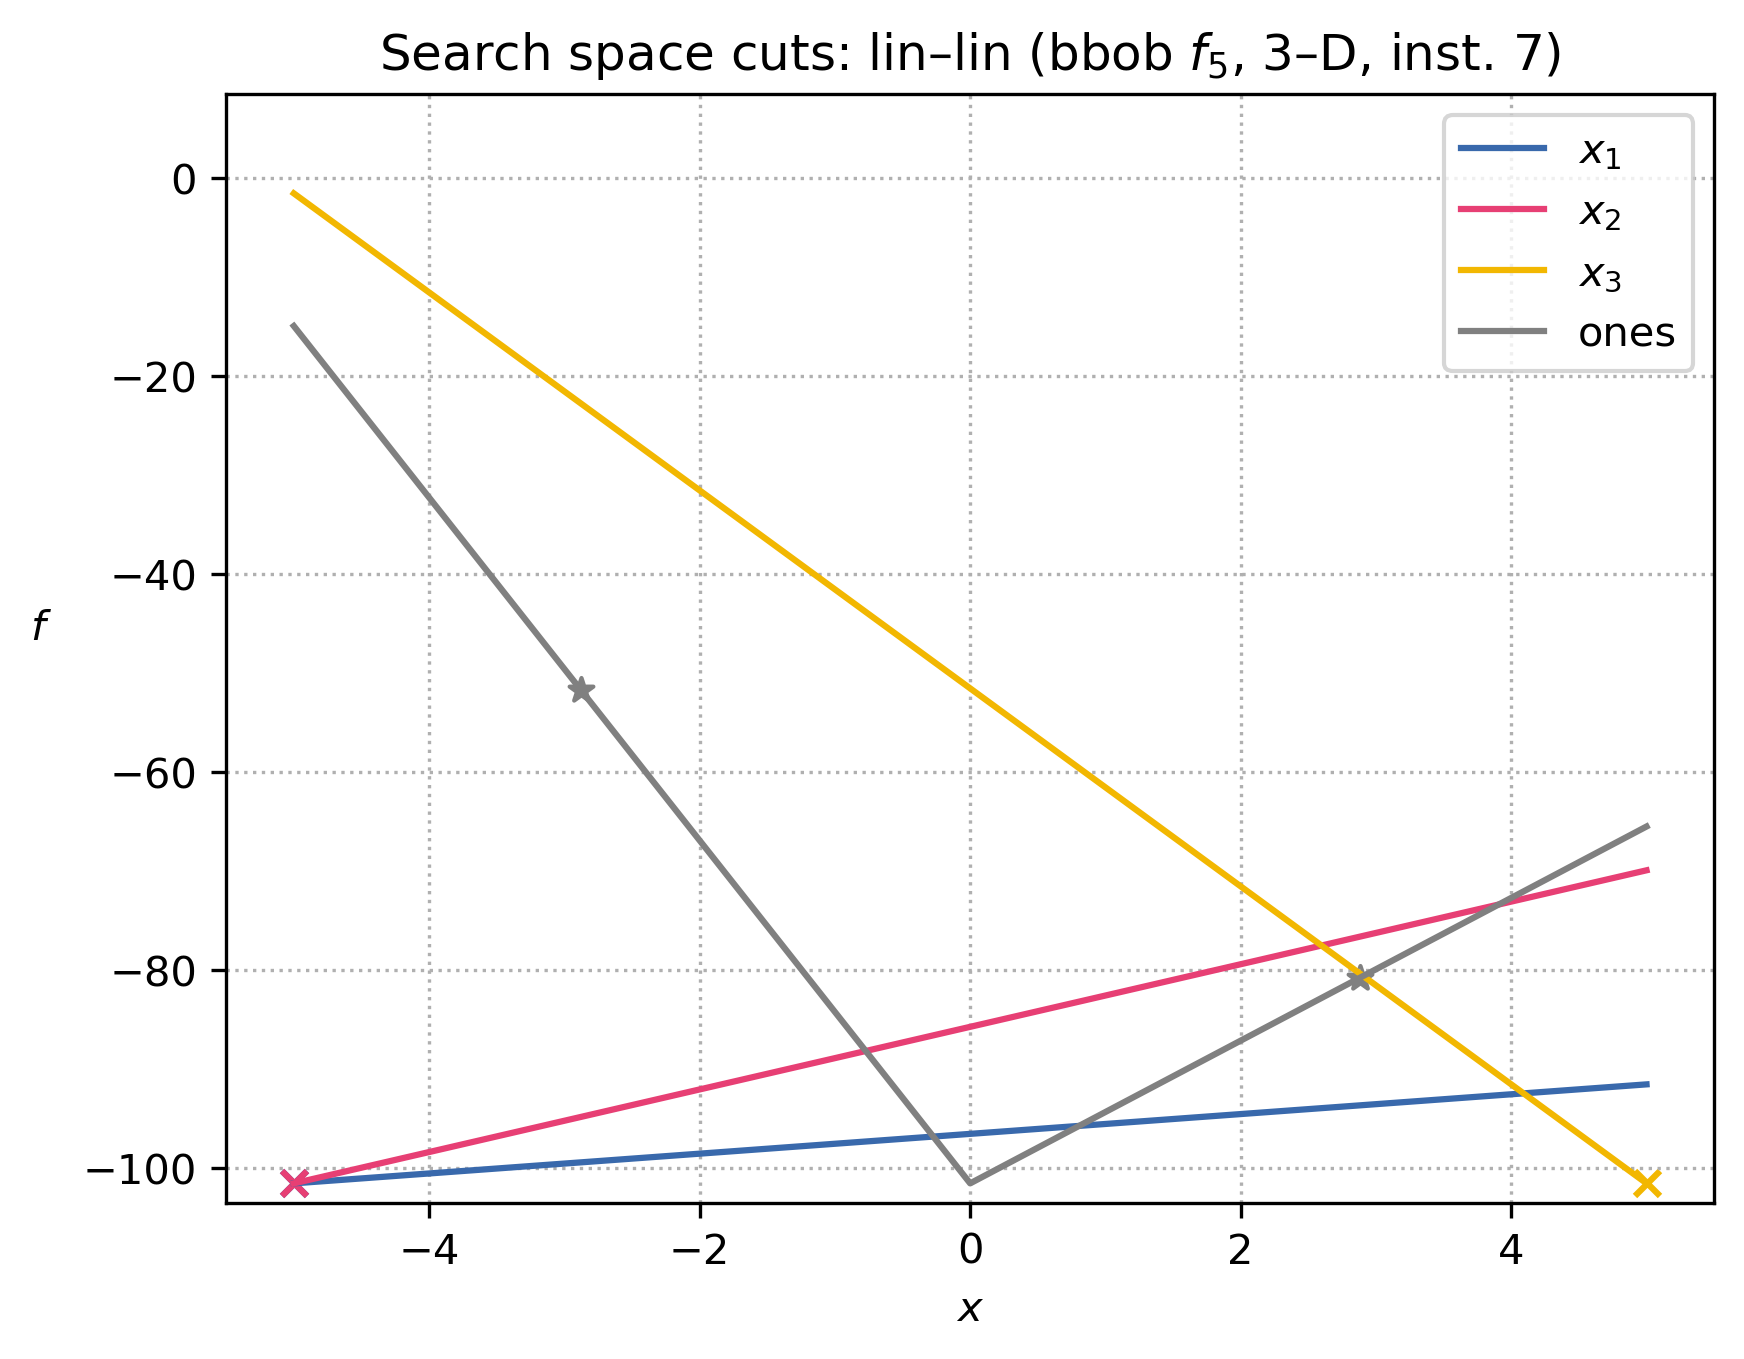 Search space cuts: lin–lin (bbob f₅, 3–D, inst. 7)
x₁
x₂
x₃
ones
0
−20
−40
−60
−80
−100
f
−4 −2 0 2 4
x